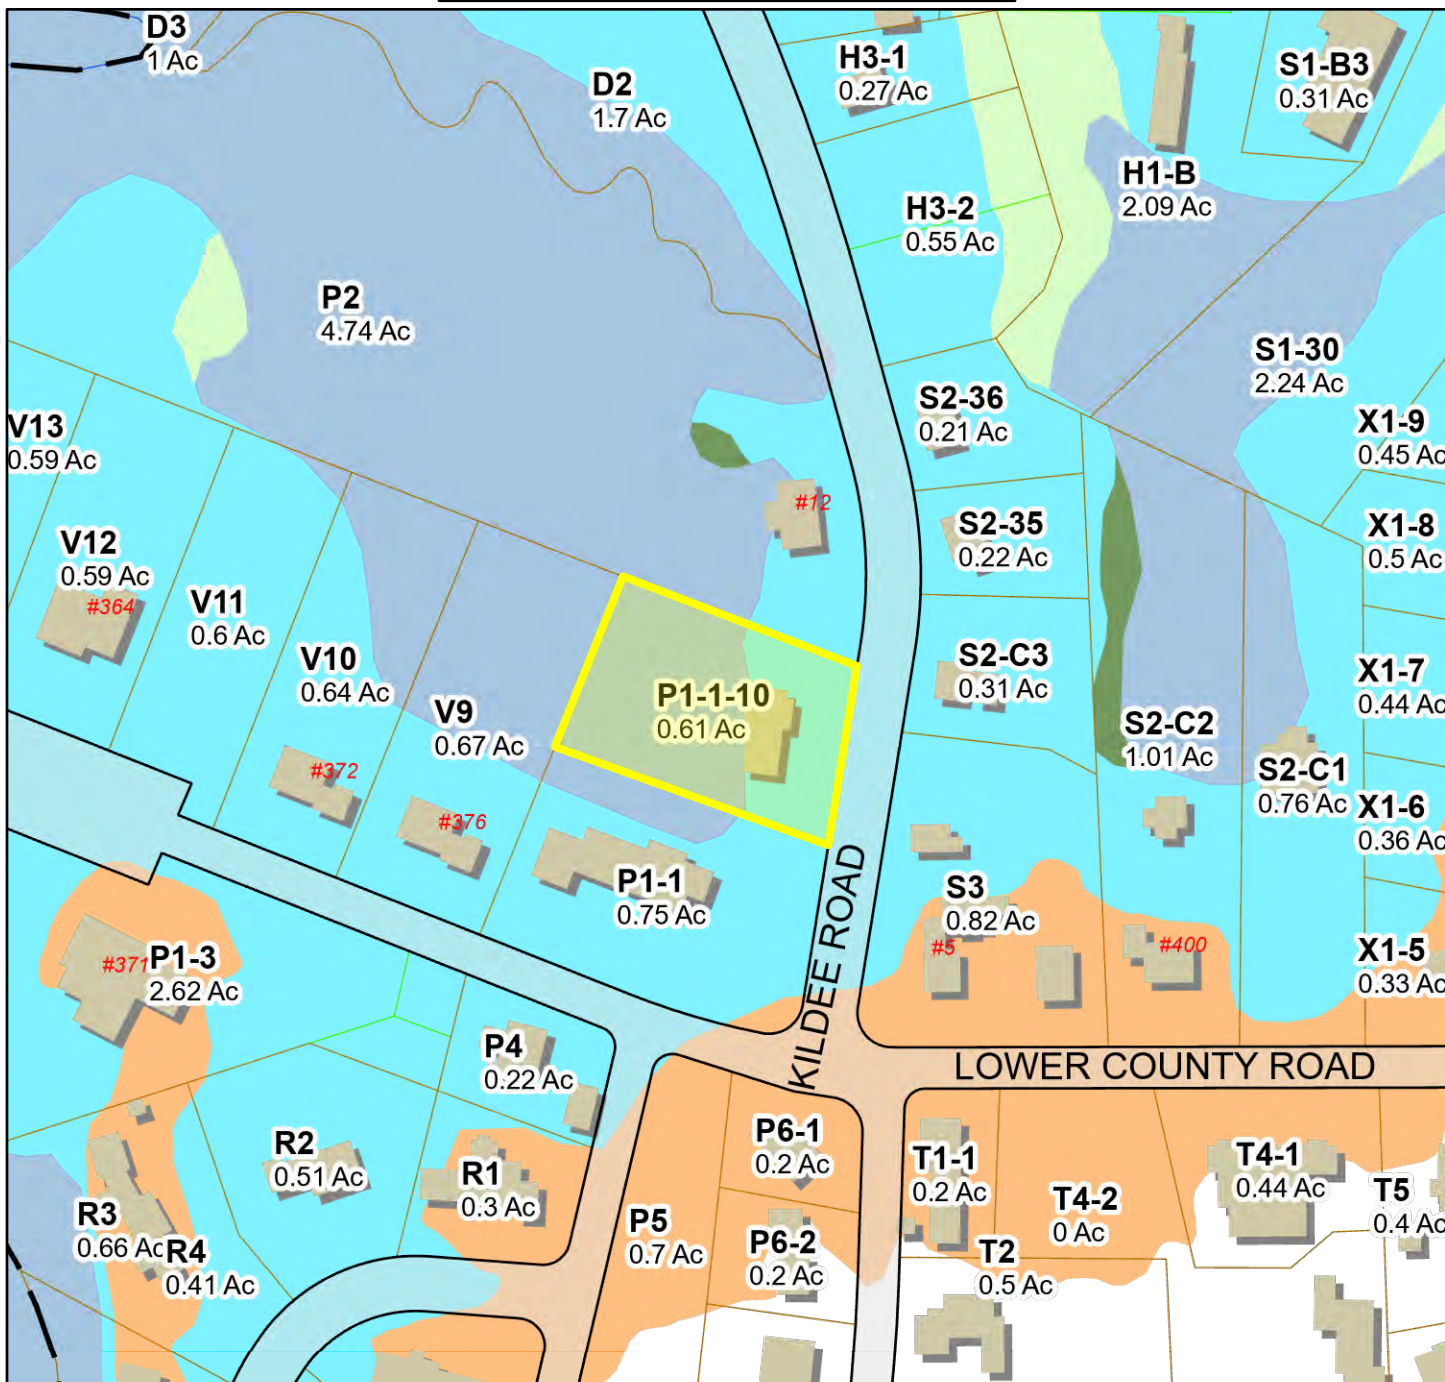 D3
1 Ac
D2
1.7 Ac
H3-1
0.27 Ac
S1-B3
0.31 Ac
H1-B
2.09 Ac
H3-2
0.55 Ac
P2
4.74 Ac
S1-30
2.24 Ac
S2-36
0.21 Ac
X1-9
0.45 Ac
V13
0.59 Ac
#12
S2-35
0.22 Ac
X1-8
0.5 Ac
V12
0.59 Ac
#364
V11
0.6 Ac
V10
0.64 Ac
S2-C3
0.31 Ac
X1-7
0.44 Ac
P1-1-10
0.61 Ac
V9
0.67 Ac
S2-C2
1.01 Ac
S2-C1
0.76 Ac
#372
X1-6
0.36 Ac
#376
P1-1
0.75 Ac
KILDEE ROAD
S3
0.82 Ac
#5
#400
X1-5
0.33 Ac
#371
P1-3
2.62 Ac
P4
0.22 Ac
LOWER COUNTY ROAD
R2
0.51 Ac
R1
0.3 Ac
P6-1
0.2 Ac
T1-1
0.2 Ac
T4-1
0.44 Ac
T4-2
0 Ac
T5
0.4 Ac
R3
0.66 Ac
R4
0.41 Ac
P5
0.7 Ac
P6-2
0.2 Ac
T2
0.5 Ac